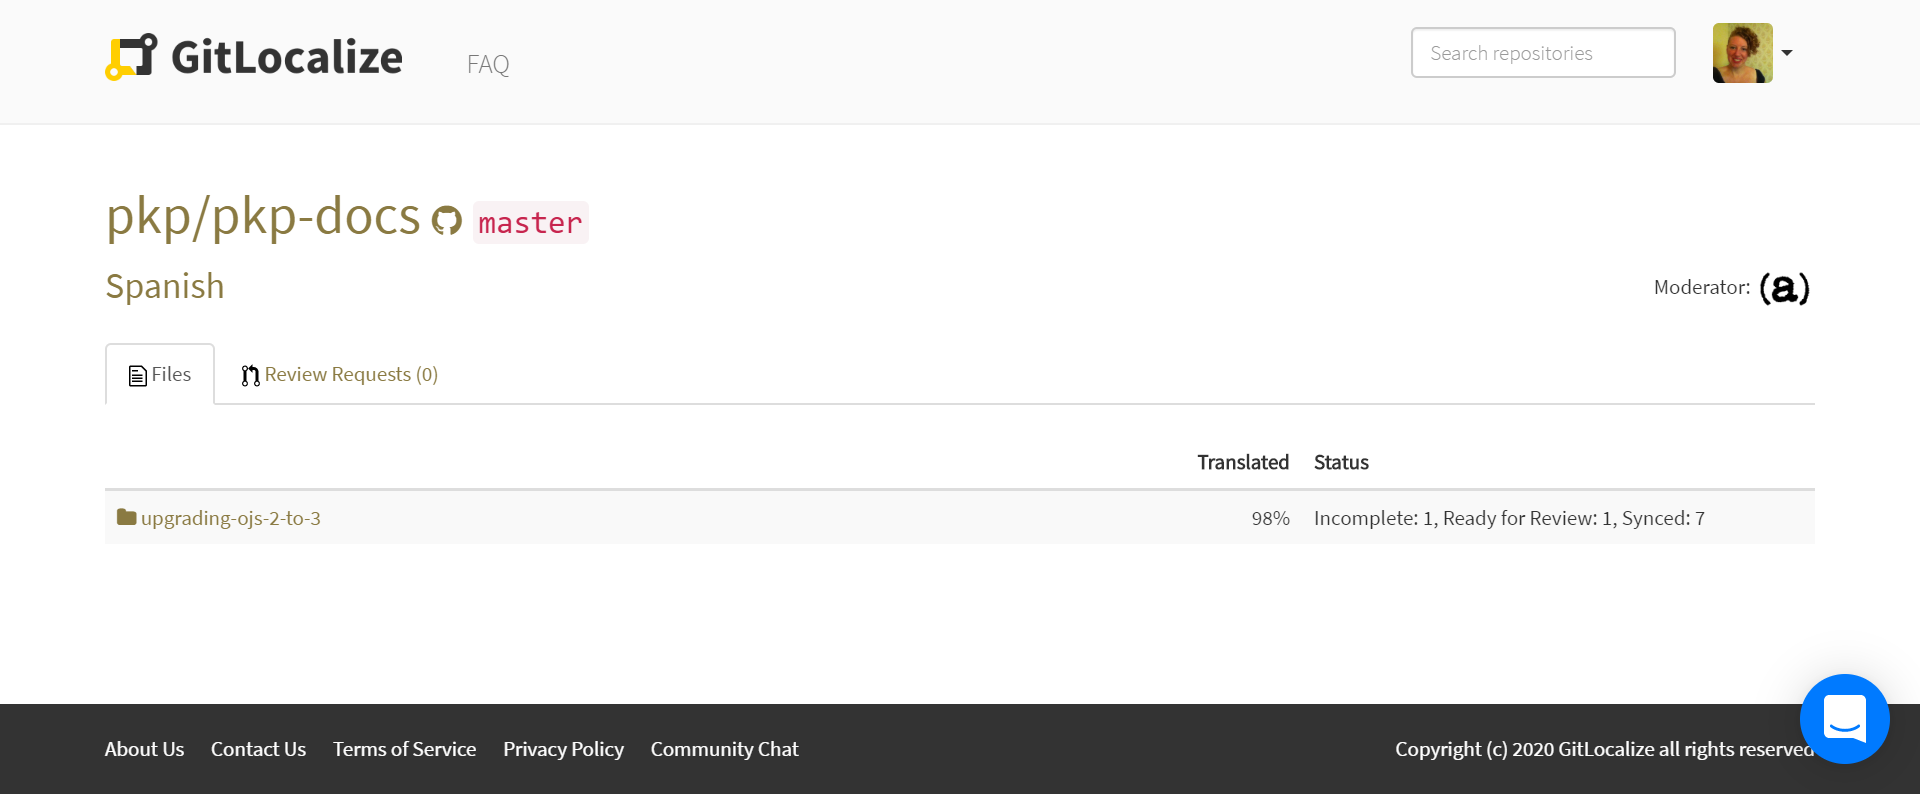 GitLocalize
FAQ
Search repositories
pkp/pkp-docs master
Spanish
Moderator: (a)
Files
Review Requests (0)
Translated Status
upgrading-ojs-2-to-3 98% Incomplete: 1, Ready for Review: 1, Synced: 7
About Us Contact Us Terms of Service Privacy Policy Community Chat
Copyright (c) 2020 GitLocalize all rights reserved